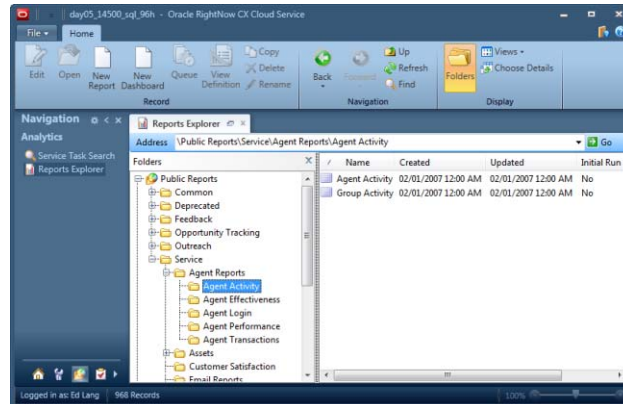 day05_14500_sql_96h - Oracle RightNow CX Cloud Service
File Home
Edit Open New Report New Dashboard Queue View Definition Copy Delete Rename
Back Forward Up Refresh Find
Folders Views Choose Details
Record Navigation Display
Navigation
Analytics
Service Task Search
Reports Explorer
Reports Explorer
Address \Public Reports\Service\Agent Reports\Agent Activity Go
Folders
Public Reports
Common
Deprecated
Feedback
Opportunity Tracking
Outreach
Service
Agent Reports
Agent Activity
Agent Effectiveness
Agent Login
Agent Performance
Agent Transactions
Assets
Customer Satisfaction
Email Reports
Name Created Updated Initial Run
Agent Activity 02/01/2007 12:00 AM 02/01/2007 12:00 AM No
Group Activity 02/01/2007 12:00 AM 02/01/2007 12:00 AM No
Logged in as: Ed Lang 968 Records 100%